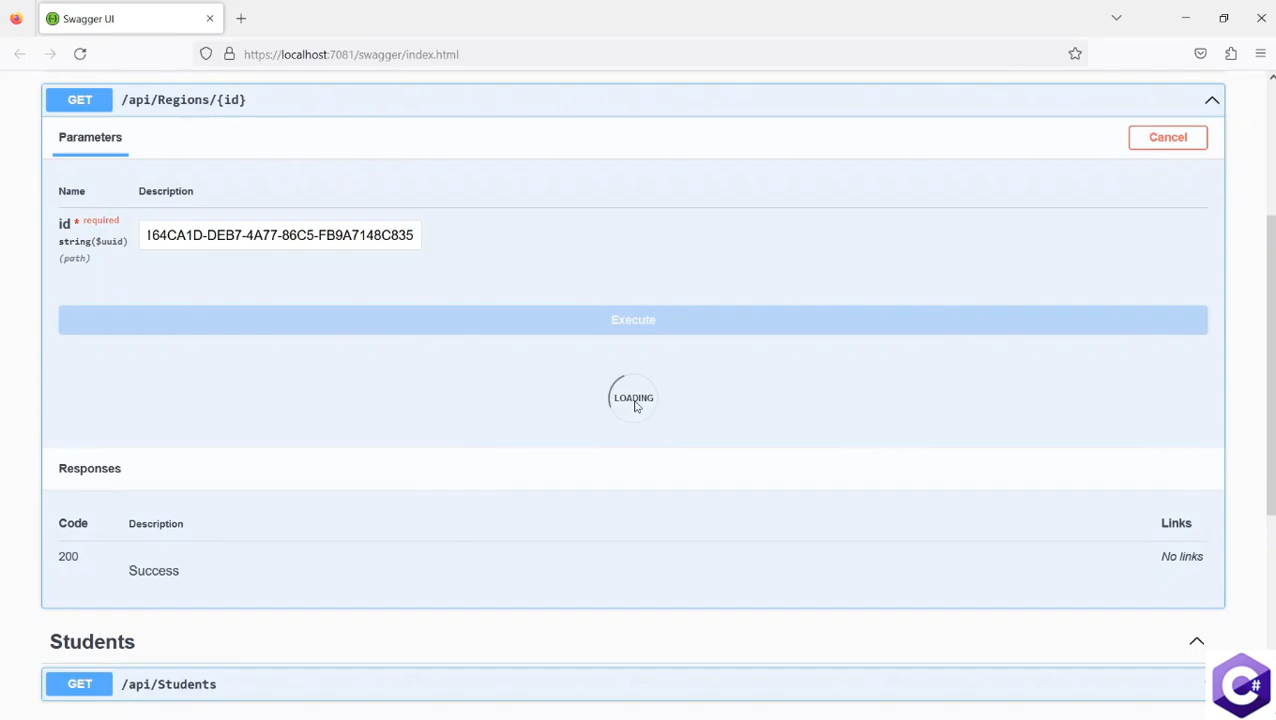 Swagger UI
https://localhost:7081/swagger/index.html
GET /api/Regions/{id}
Parameters
Cancel
Name Description
id * required
string($uuid)
(path)
164CA1D-DEB7-4A77-86C5-FB9A7148C835
Execute
LOADING
Responses
Code Description Links
200 No links
Success
Students
GET /api/Students
C#